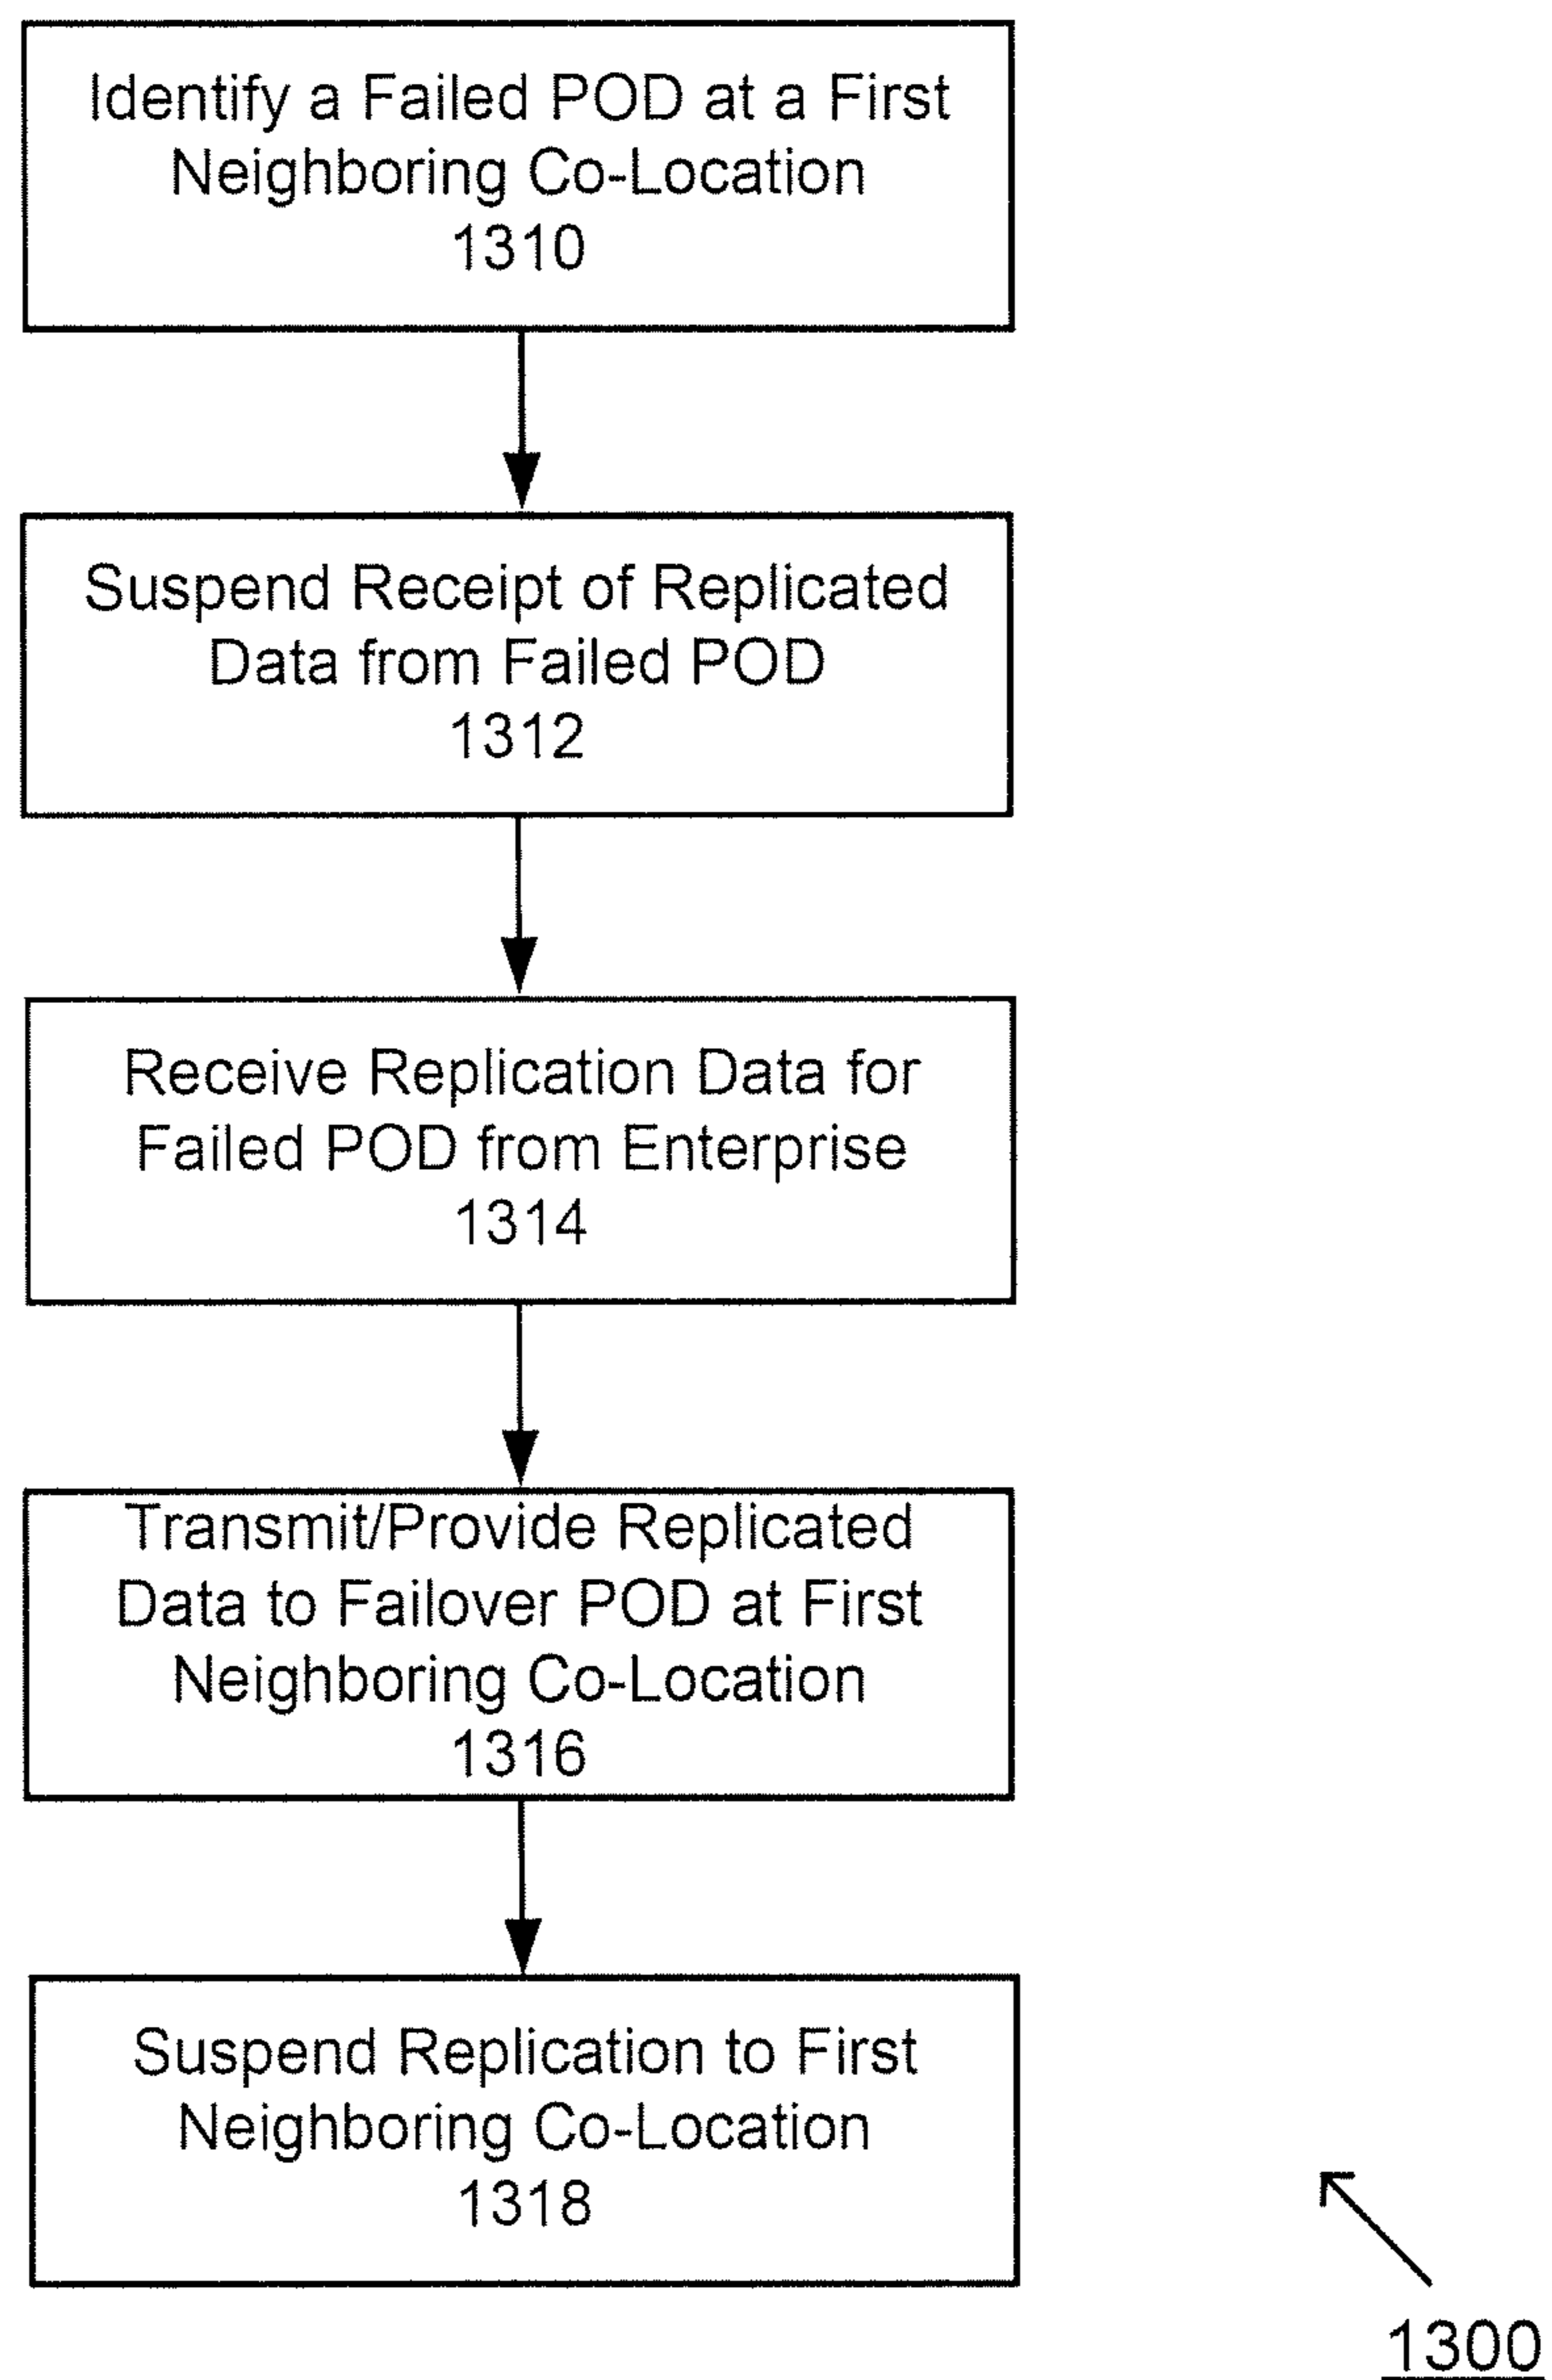 Identify a Failed POD at a First
Neighboring Co-Location
1310
Suspend Receipt of Replicated
Data from Failed POD
1312
Receive Replication Data for
Failed POD from Enterprise
1314
Transmit/Provide Replicated
Data to Failover POD at First
Neighboring Co-Location
1316
Suspend Replication to First
Neighboring Co-Location
1318
1300